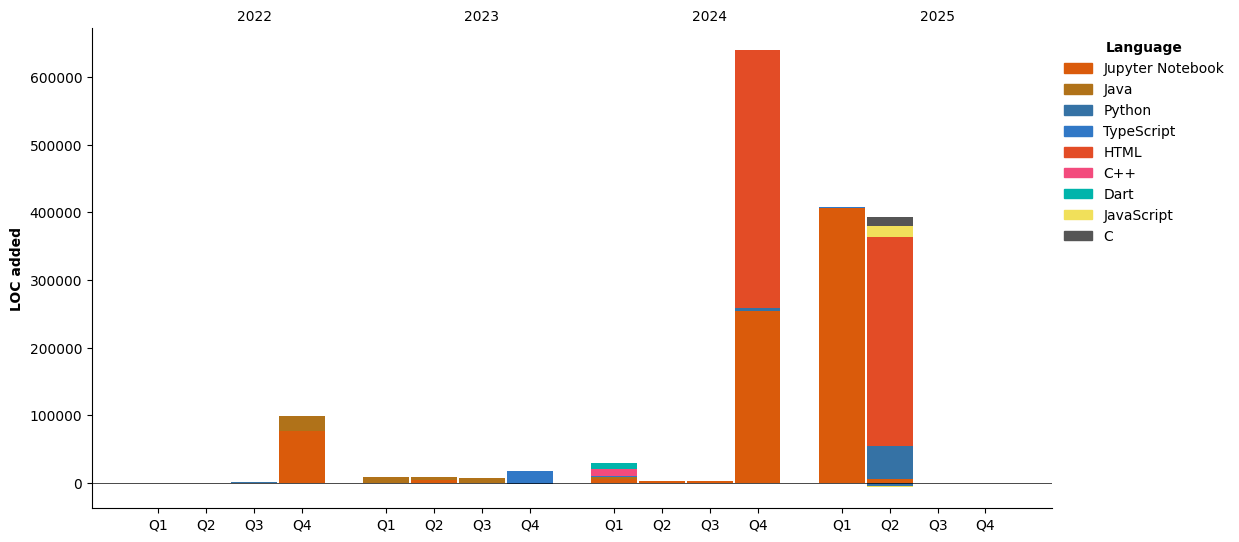 2022 2023 2024 2025
LOC added
600000
500000
400000
300000
200000
100000
0
Q1 Q2 Q3 Q4 Q1 Q2 Q3 Q4 Q1 Q2 Q3 Q4 Q1 Q2 Q3 Q4
Language
Jupyter Notebook
Java
Python
TypeScript
HTML
C++
Dart
JavaScript
C